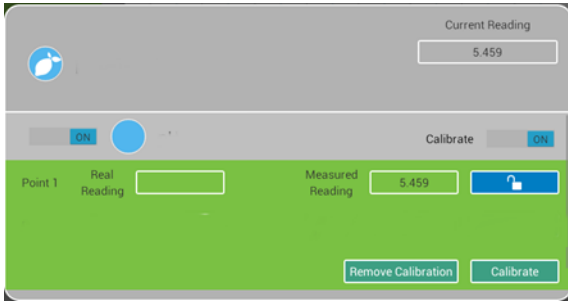 Current Reading
5.459
ON
Calibrate
ON
Point 1
Real
Reading
Measured
Reading
5.459
Remove Calibration
Calibrate